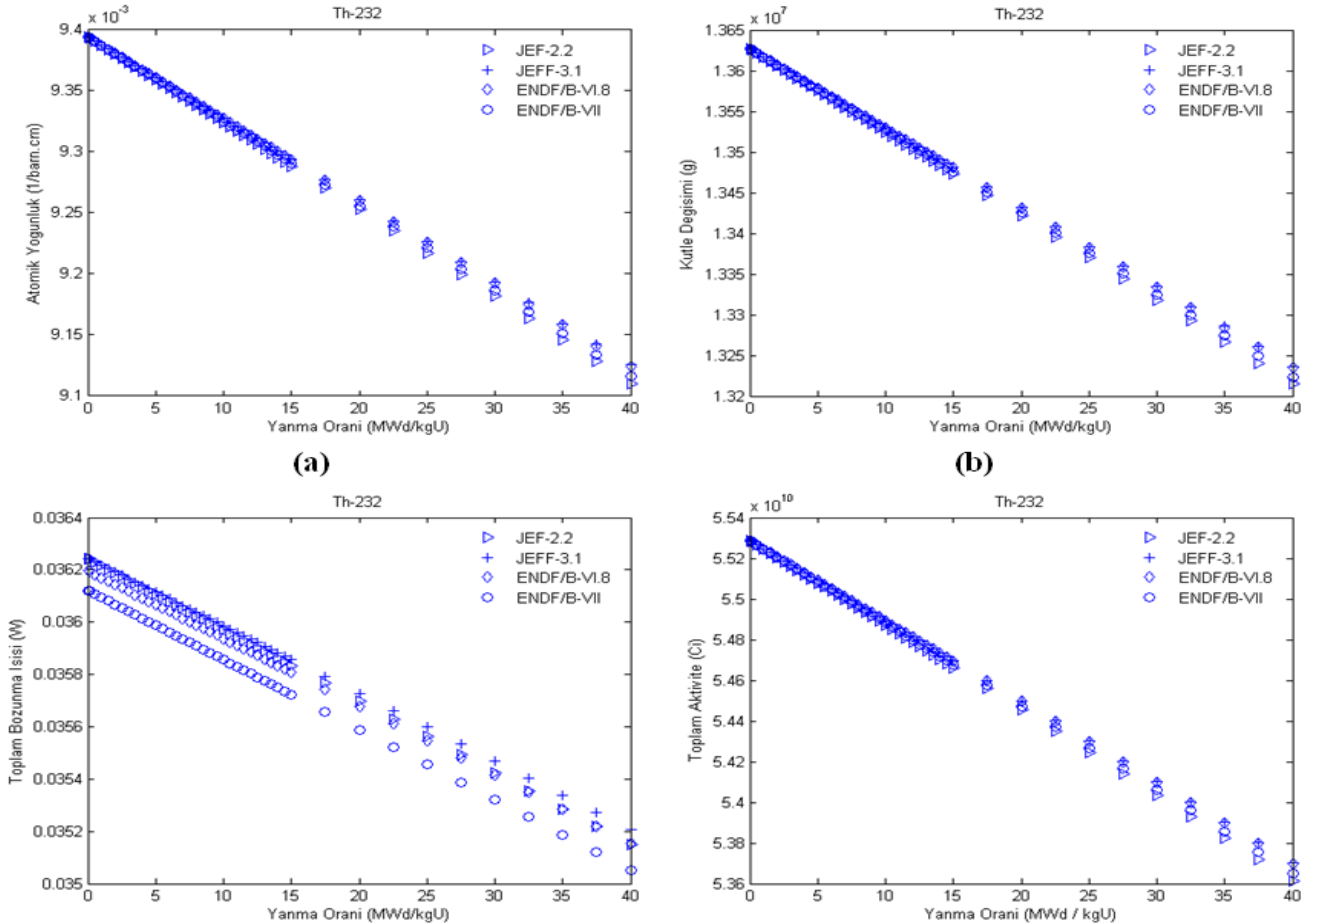 x 10-3
Th-232
9.4
9.35
9.3
9.25
9.2
9.15
9.1
Atomik Yogunluk (1/barn.cm)
JEF-2.2
JEFF-3.1
ENDF/B-VI.8
ENDF/B-VII
0 5 10 15 20 25 30 35 40
Yanma Orani (MWd/kgU)
(a)
x 107
Th-232
1.365
1.36
1.355
1.35
1.345
1.34
1.335
1.33
1.325
1.32
Kutle Degisimi (g)
JEF-2.2
JEFF-3.1
ENDF/B-VI.8
ENDF/B-VII
0 5 10 15 20 25 30 35 40
Yanma Orani (MWd/kgU)
(b)
Th-232
0.0364
0.0362
0.036
0.0358
0.0356
0.0354
0.0352
0.035
Toplam Bozunma Isisi (W)
JEF-2.2
JEFF-3.1
ENDF/B-VI.8
ENDF/B-VII
0 5 10 15 20 25 30 35 40
Yanma Orani (MWd/kgU)
x 1010
Th-232
5.54
5.52
5.5
5.48
5.46
5.44
5.42
5.4
5.38
5.36
Toplam Aktivite (Ci)
JEF-2.2
JEFF-3.1
ENDF/B-VI.8
ENDF/B-VII
0 5 10 15 20 25 30 35 40
Yanma Orani (MWd / kgU)